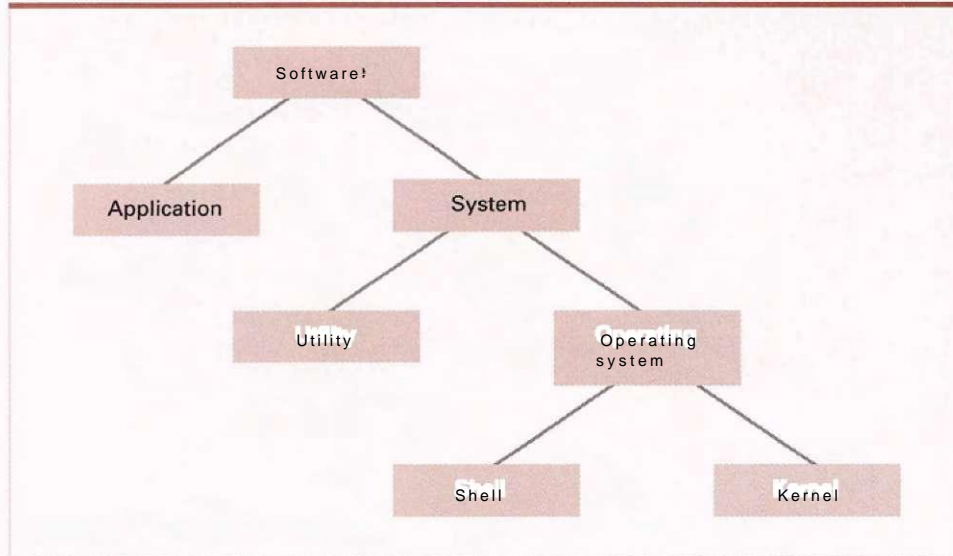 Software
Application
System
Utility
Operating
system
Shell
Kernel